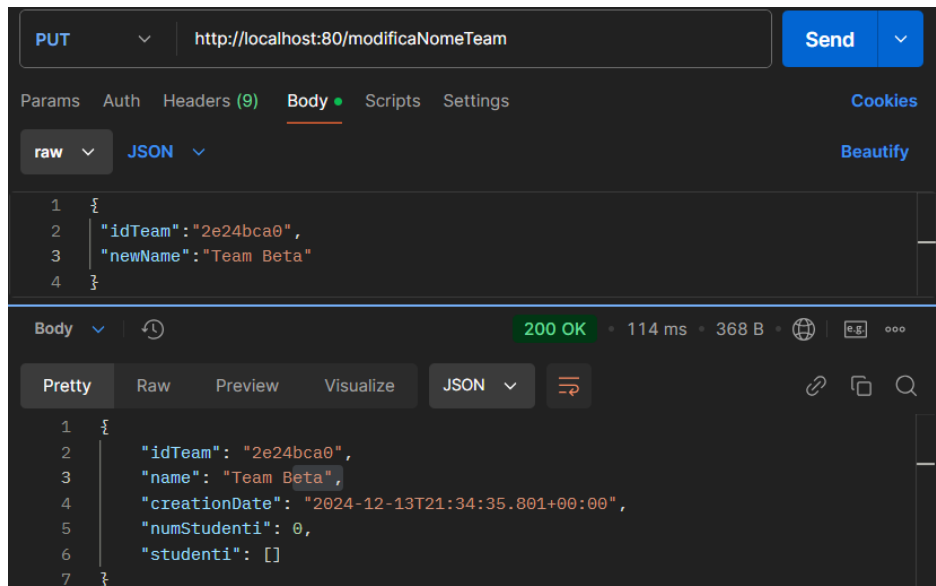 PUT http://localhost:80/modificaNomeTeam Send
Params Auth Headers (9) Body Scripts Settings Cookies
raw JSON Beautify
1 {
2 "idTeam":"2e24bca0",
3 "newName":"Team Beta"
4 }
Body 200 OK • 114 ms • 368 B • e.g.
Pretty Raw Preview Visualize JSON
1 {
2 "idTeam": "2e24bca0",
3 "name": "Team Beta",
4 "creationDate": "2024-12-13T21:34:35.801+00:00",
5 "numStudenti": 0,
6 "studenti": []
7 }